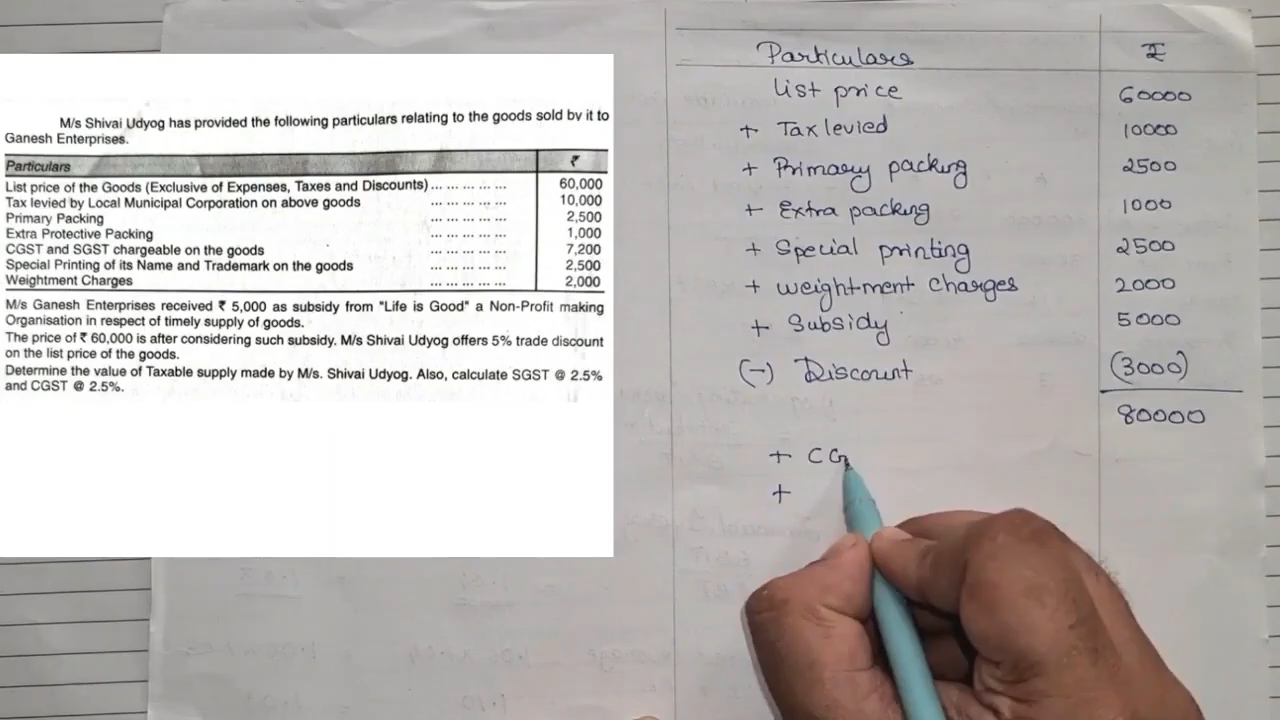 M/s Shivai Udyog has provided the following particulars relating to the goods sold by it to
Ganesh Enterprises.
Particulars ₹
List price of the Goods (Exclusive of Expenses, Taxes and Discounts) ... ... ... ... ... 60,000
Tax levied by Local Municipal Corporation on above goods ... ... ... ... ... 10,000
Primary Packing ... ... ... ... ... 2,500
Extra Protective Packing ... ... ... ... ... 1,000
CGST and SGST chargeable on the goods ... ... ... ... ... 7,200
Special Printing of its Name and Trademark on the goods ... ... ... ... ... 2,500
Weightment Charges ... ... ... ... ... 2,000
M/s Ganesh Enterprises received ₹ 5,000 as subsidy from "Life is Good" a Non-Profit making
Organisation in respect of timely supply of goods.
The price of ₹ 60,000 is after considering such subsidy. M/s Shivai Udyog offers 5% trade discount
on the list price of the goods.
Determine the value of Taxable supply made by M/s. Shivai Udyog. Also, calculate SGST @ 2.5%
and CGST @ 2.5%.
Particulars ₹
List price 60000
+ Tax levied 10000
+ Primary packing 2500
+ Extra packing 1000
+ Special printing 2500
+ weightment charges 2000
+ Subsidy 5000
(-) Discount (3000)
80000
+ CG
+